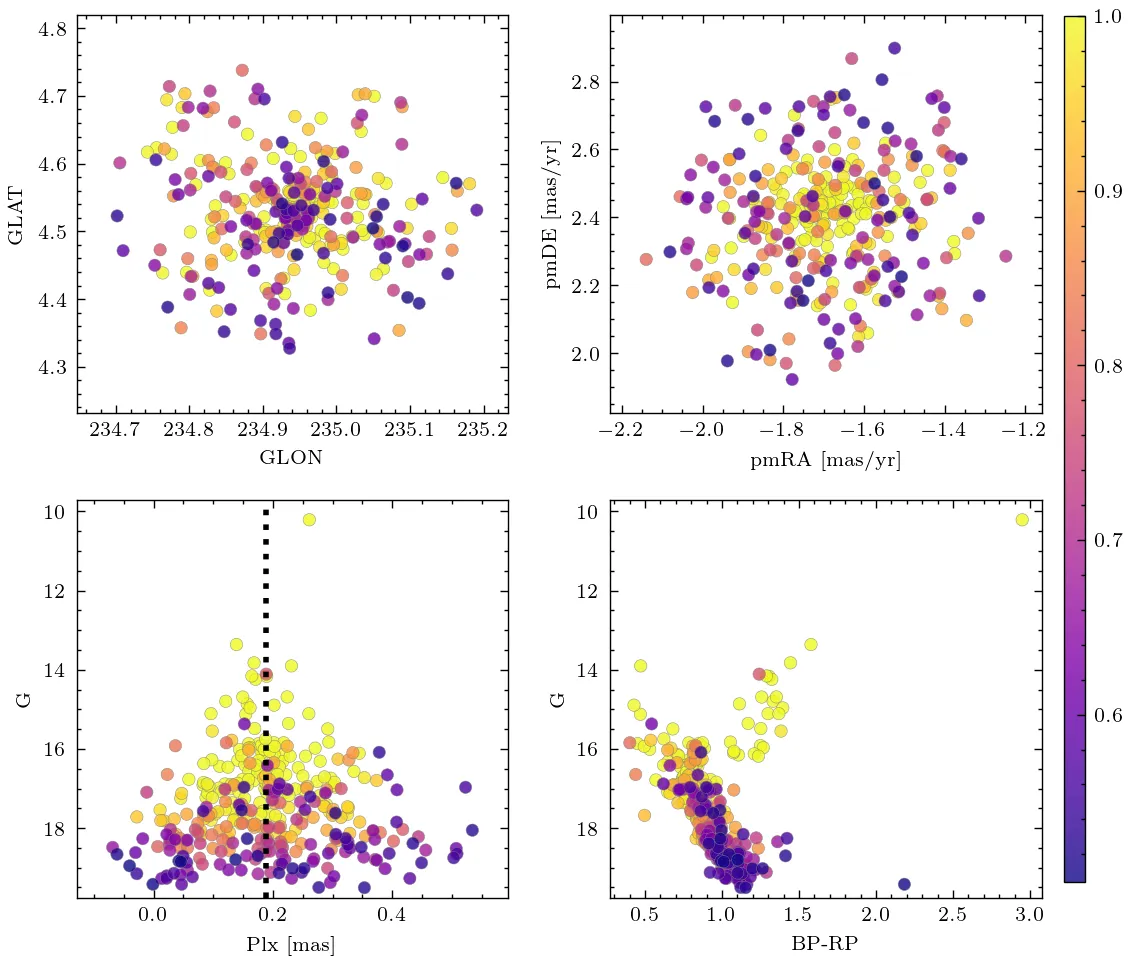 4.8
4.7
4.6
4.5
4.4
4.3
GLAT
234.7 234.8 234.9 235.0 235.1 235.2
GLON
2.8
2.6
2.4
2.2
2.0
pmDE [mas/yr]
−2.2 −2.0 −1.8 −1.6 −1.4 −1.2
pmRA [mas/yr]
10
12
14
16
18
G
0.0 0.2 0.4
Plx [mas]
10
12
14
16
18
G
0.5 1.0 1.5 2.0 2.5 3.0
BP-RP
1.0
0.9
0.8
0.7
0.6